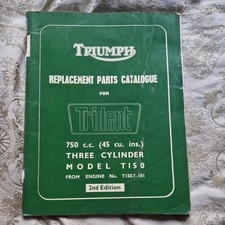 TRIUMPH
REPLACEMENT PARTS CATALOGUE
FOR
Trident
750 c.c. (45 cu. ins.)
THREE CYLINDER
MODEL T150
FROM ENGINE No. T150.T.101
2nd Edition